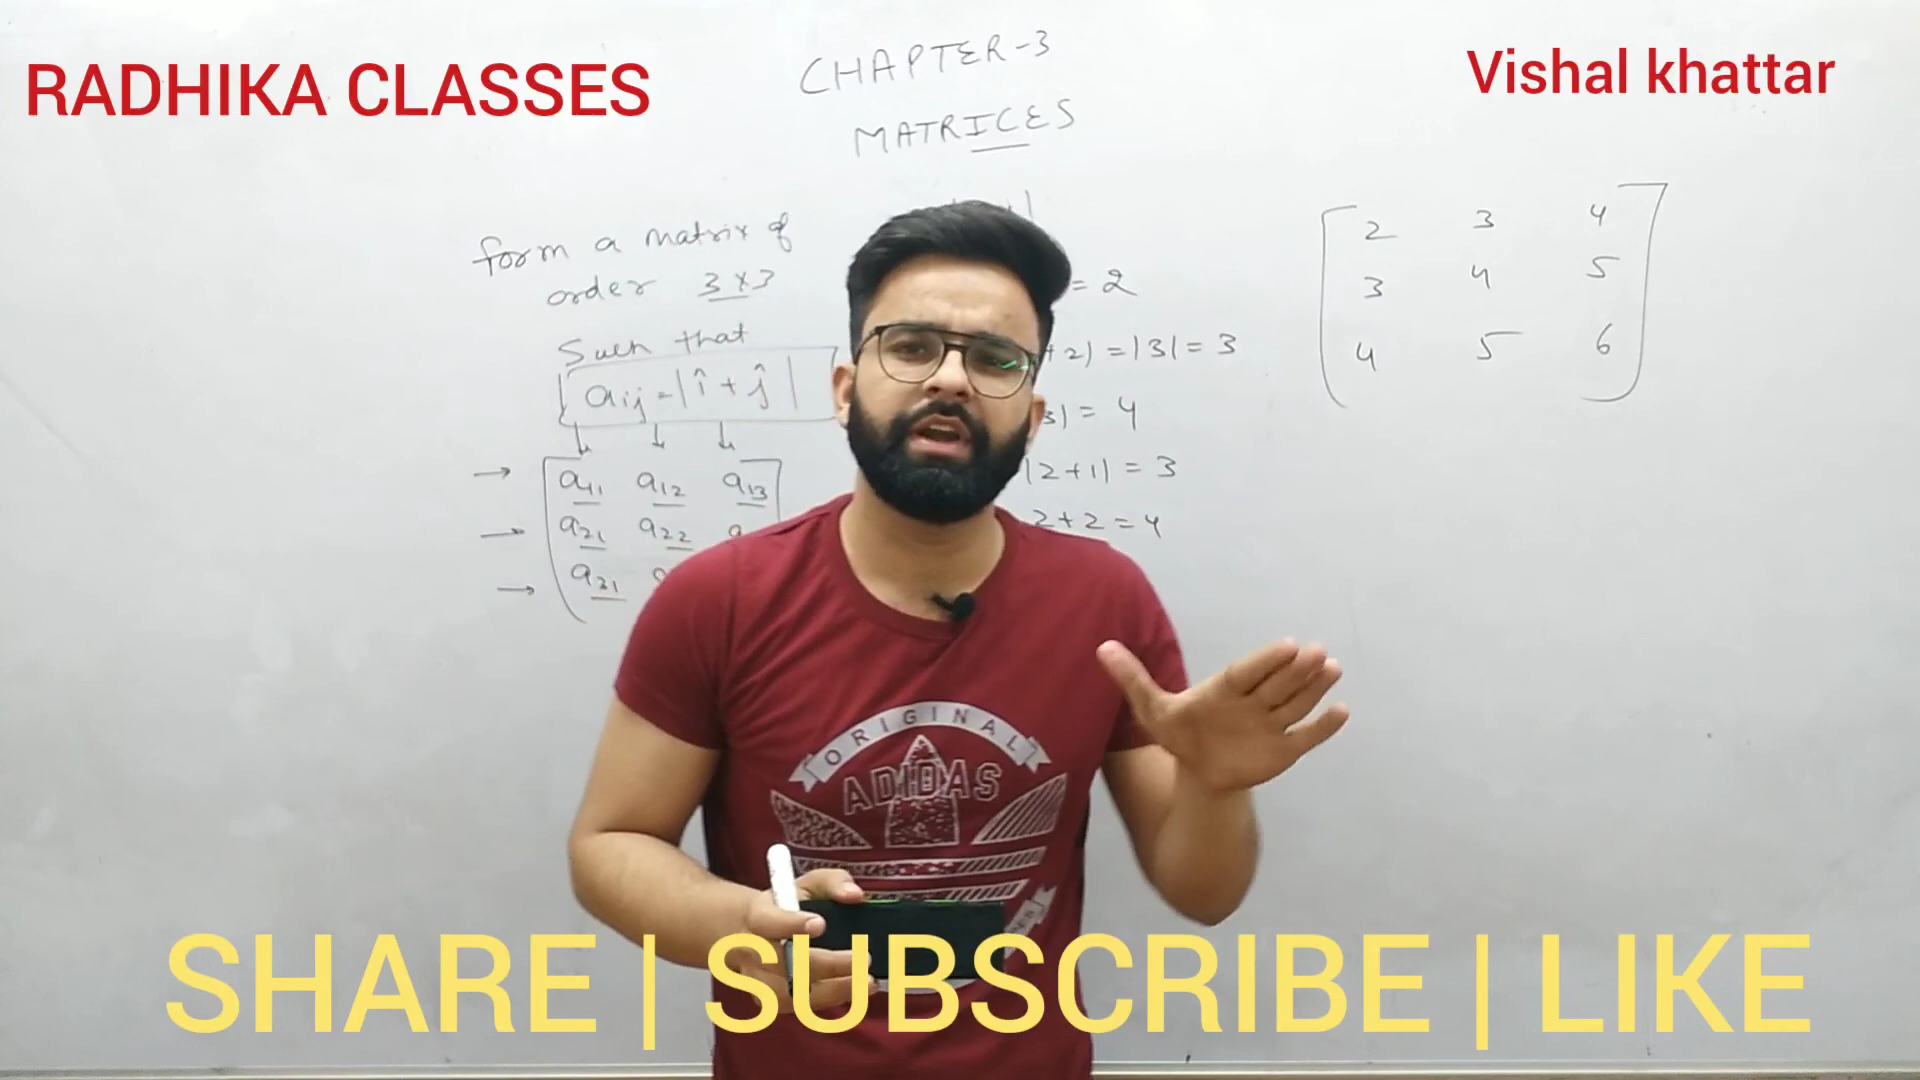 RADHIKA CLASSES
Vishal khattar
CHAPTER-3
MATRICES
form a matrix of
order 3x3
Such that
aij = |î + ĵ|
a11 a12 a13
a21 a22 a
a31
= 2
+2) = |3| = 3
3) = 4
|2+1| = 3
2+2 = 4
2 3 4
3 4 5
4 5 6
ORIGINAL
ADIDAS
SHARE | SUBSCRIBE | LIKE